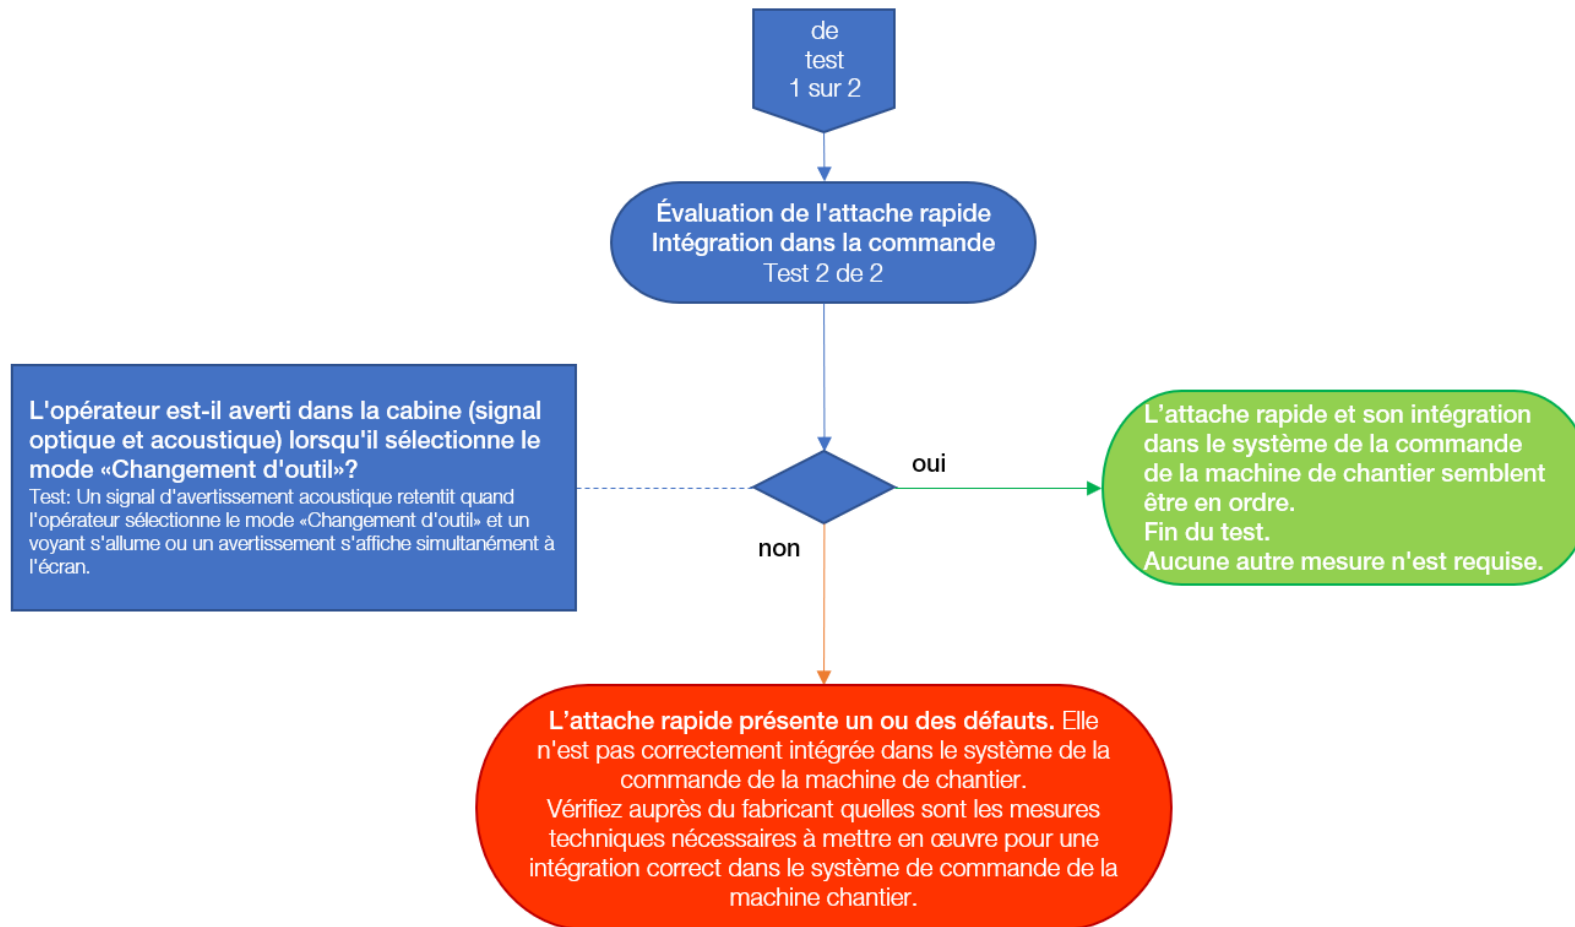 de
test
1 sur 2
Évaluation de l'attache rapide
Intégration dans la commande
Test 2 de 2
L'opérateur est-il averti dans la cabine (signal
optique et acoustique) lorsqu'il sélectionne le
mode «Changement d'outil»?
Test: Un signal d'avertissement acoustique retentit quand
l'opérateur sélectionne le mode «Changement d'outil» et un
voyant s'allume ou un avertissement s'affiche simultanément à
l'écran.
oui
L’attache rapide et son intégration
dans le système de la commande
de la machine de chantier semblent
être en ordre.
Fin du test.
Aucune autre mesure n'est requise.
non
L’attache rapide présente un ou des défauts. Elle
n'est pas correctement intégrée dans le système de la
commande de la machine de chantier.
Vérifiez auprès du fabricant quelles sont les mesures
techniques nécessaires à mettre en œuvre pour une
intégration correct dans le système de commande de la
machine chantier.